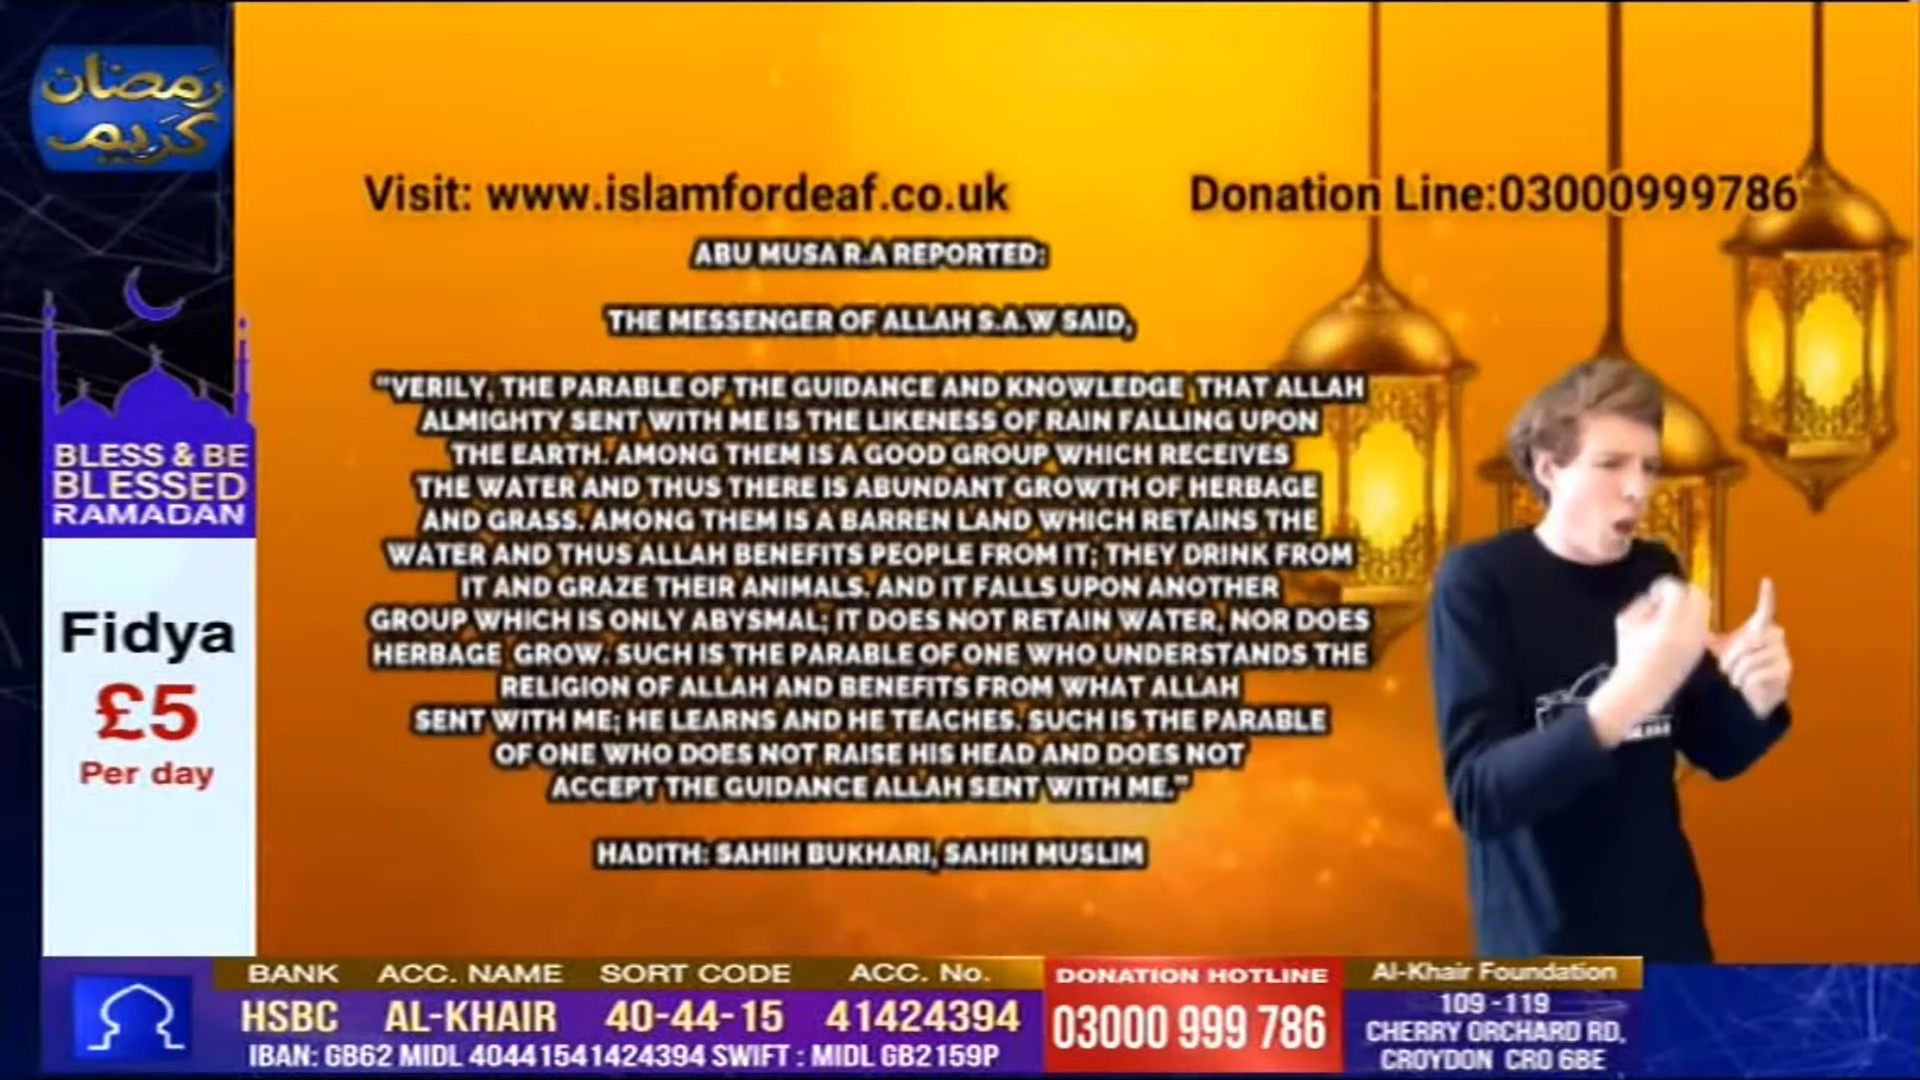 رَمضان
كَريم
Visit: www.islamfordeaf.co.uk
Donation Line:03000999786
ABU MUSA R.A REPORTED:
THE MESSENGER OF ALLAH S.A.W SAID,
"VERILY, THE PARABLE OF THE GUIDANCE AND KNOWLEDGE THAT ALLAH
ALMIGHTY SENT WITH ME IS THE LIKENESS OF RAIN FALLING UPON
THE EARTH. AMONG THEM IS A GOOD GROUP WHICH RECEIVES
THE WATER AND THUS THERE IS ABUNDANT GROWTH OF HERBAGE
AND GRASS. AMONG THEM IS A BARREN LAND WHICH RETAINS THE
WATER AND THUS ALLAH BENEFITS PEOPLE FROM IT; THEY DRINK FROM
IT AND GRAZE THEIR ANIMALS. AND IT FALLS UPON ANOTHER
GROUP WHICH IS ONLY ABYSMAL; IT DOES NOT RETAIN WATER, NOR DOES
HERBAGE GROW. SUCH IS THE PARABLE OF ONE WHO UNDERSTANDS THE
RELIGION OF ALLAH AND BENEFITS FROM WHAT ALLAH
SENT WITH ME; HE LEARNS AND HE TEACHES. SUCH IS THE PARABLE
OF ONE WHO DOES NOT RAISE HIS HEAD AND DOES NOT
ACCEPT THE GUIDANCE ALLAH SENT WITH ME."
HADITH: SAHIH BUKHARI, SAHIH MUSLIM
BLESS & BE
BLESSED
RAMADAN
Fidya
£5
Per day
BANK ACC. NAME SORT CODE ACC. No.
HSBC AL-KHAIR 40-44-15 41424394
IBAN: GB62 MIDL 40441541424394 SWIFT : MIDL GB2159P
DONATION HOTLINE
03000 999 786
Al-Khair Foundation
109 -119
CHERRY ORCHARD RD,
CROYDON CR0 6BE